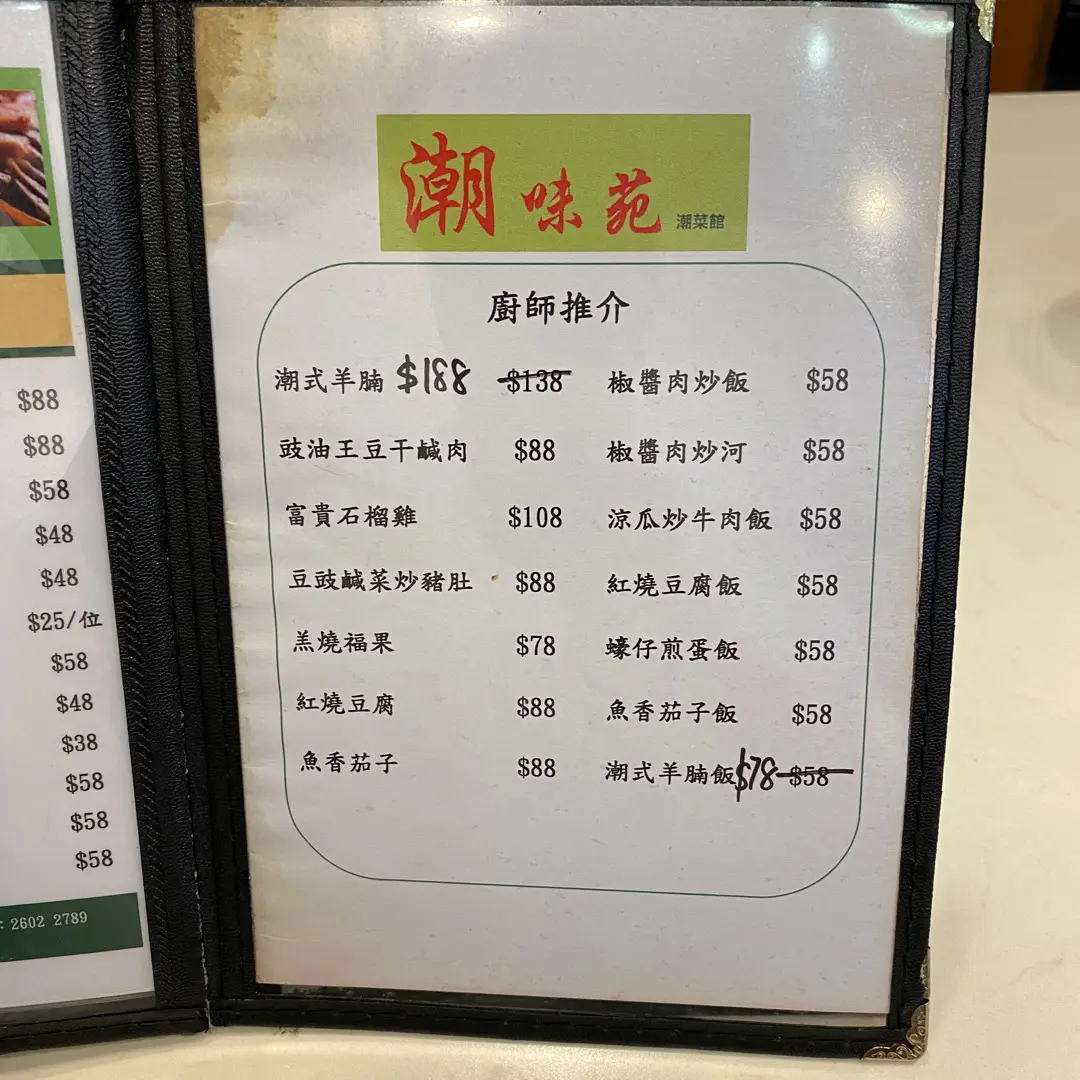 $88
$88
$58
$48
$48
$25/位
$58
$48
$38
$58
$58
$58
: 2602 2789
潮味苑 潮菜館
廚師推介
潮式羊腩 $188 $138
豉油王豆干鹹肉 $88
富貴石榴雞 $108
豆豉鹹菜炒豬肚 $88
羔燒福果 $78
紅燒豆腐 $88
魚香茄子 $88
椒醬肉炒飯 $58
椒醬肉炒河 $58
涼瓜炒牛肉飯 $58
紅燒豆腐飯 $58
蠔仔煎蛋飯 $58
魚香茄子飯 $58
潮式羊腩飯 $78 $58